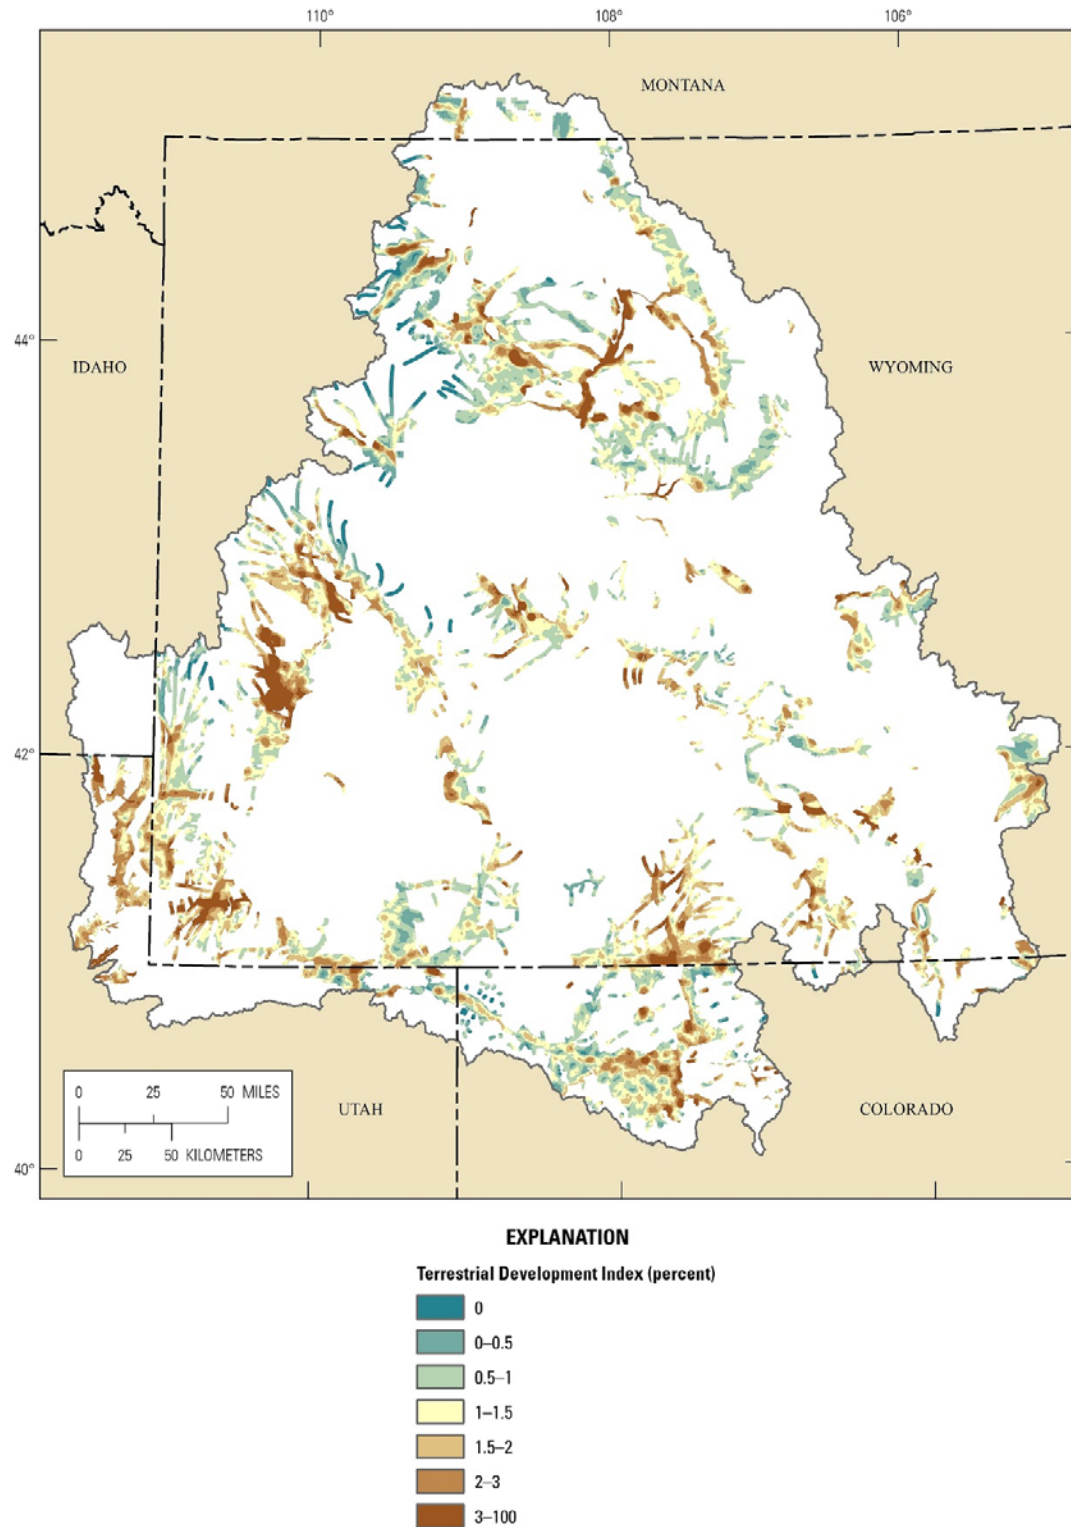 110° 108° 106°
MONTANA
44°
IDAHO WYOMING
42°
0 25 50 MILES
0 25 50 KILOMETERS
UTAH COLORADO
40°
EXPLANATION
Terrestrial Development Index (percent)
0
0–0.5
0.5–1
1–1.5
1.5–2
2–3
3–100